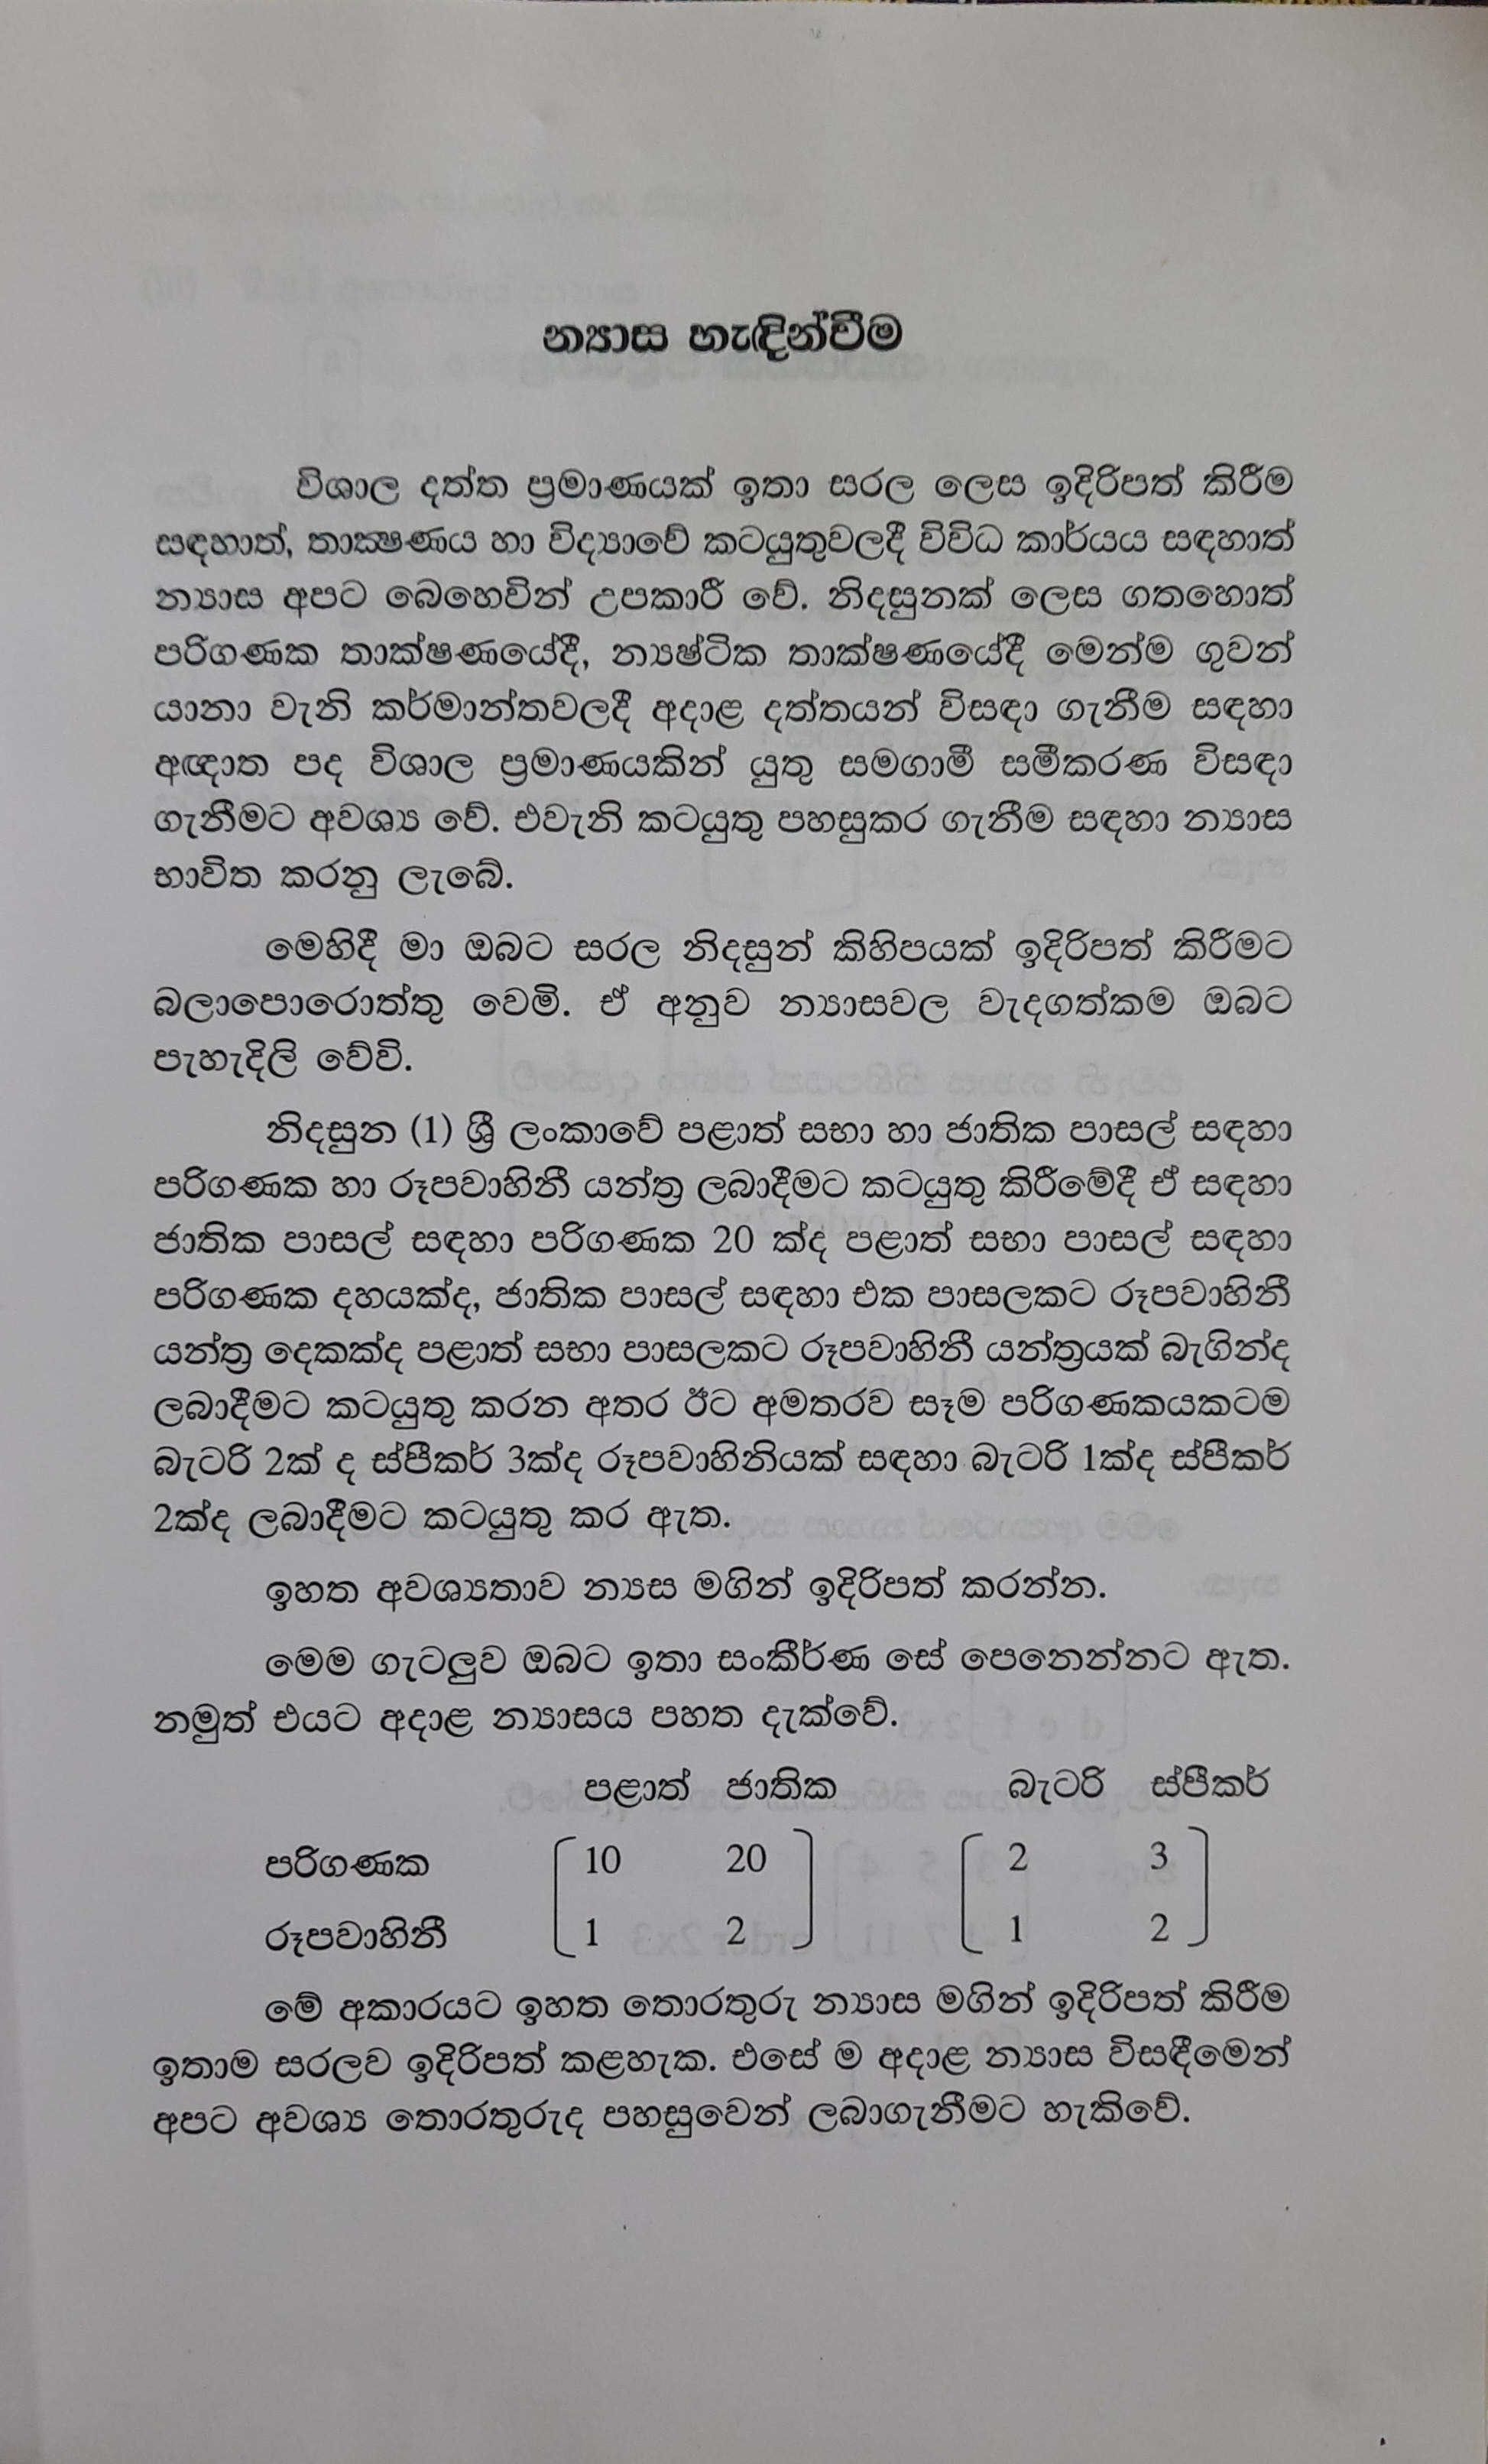 න්‍යාස හැඳින්වීම
විශාල දත්ත ප්‍රමාණයක් ඉතා සරල ලෙස ඉදිරිපත් කිරීම
සඳහාත්, තාක්‍ෂණය හා විද්‍යාවේ කටයුතුවලදී විවිධ කාර්යය සඳහාත්
න්‍යාස අපට බෙහෙවින් උපකාරී වේ. නිදසුනක් ලෙස ගතහොත්
පරිගණක තාක්ෂණයේදී, න්‍යෂ්ටික තාක්ෂණයේදී මෙන්ම ගුවන්
යානා වැනි කර්මාන්තවලදී අදාළ දත්තයන් විසඳා ගැනීම සඳහා
අඥාත පද විශාල ප්‍රමාණයකින් යුතු සමගාමී සමීකරණ විසඳා
ගැනීමට අවශ්‍ය වේ. එවැනි කටයුතු පහසුකර ගැනීම සඳහා න්‍යාස
භාවිත කරනු ලැබේ.
මෙහිදී මා ඔබට සරල නිදසුන් කිහිපයක් ඉදිරිපත් කිරීමට
බලාපොරොත්තු වෙමි. ඒ අනුව න්‍යාසවල වැදගත්කම ඔබට
පැහැදිලි වේවි.
නිදසුන (1) ශ්‍රී ලංකාවේ පළාත් සභා හා ජාතික පාසල් සඳහා
පරිගණක හා රූපවාහිනී යන්ත්‍ර ලබාදීමට කටයුතු කිරීමේදී ඒ සඳහා
ජාතික පාසල් සඳහා පරිගණක 20 ක්ද පළාත් සභා පාසල් සඳහා
පරිගණක දහයක්ද, ජාතික පාසල් සඳහා එක පාසලකට රූපවාහිනී
යන්ත්‍ර දෙකක්ද පළාත් සභා පාසලකට රූපවාහිනී යන්ත්‍රයක් බැගින්ද
ලබාදීමට කටයුතු කරන අතර ඊට අමතරව සෑම පරිගණකයකටම
බැටරි 2ක් ද ස්පීකර් 3ක්ද රූපවාහිනියක් සඳහා බැටරි 1ක්ද ස්පීකර්
2ක්ද ලබාදීමට කටයුතු කර ඇත.
ඉහත අවශ්‍යතාව න්‍යස මගින් ඉදිරිපත් කරන්න.
මෙම ගැටලුව ඔබට ඉතා සංකීර්ණ සේ පෙනෙන්නට ඇත.
නමුත් එයට අදාළ න්‍යාසය පහත දැක්වේ.
පළාත් ජාතික බැටරි ස්පීකර්
පරිගණක 10 20 2 3
රූපවාහිනී 1 2 1 2
මේ අකාරයට ඉහත තොරතුරු න්‍යාස මගින් ඉදිරිපත් කිරීම
ඉතාම සරලව ඉදිරිපත් කළහැක. එසේ ම අදාළ න්‍යාස විසඳීමෙන්
අපට අවශ්‍ය තොරතුරුද පහසුවෙන් ලබාගැනීමට හැකිවේ.